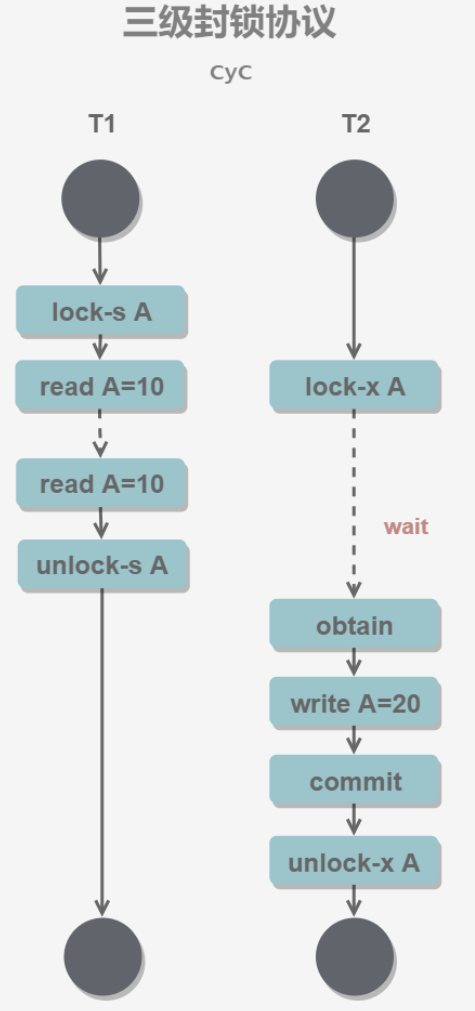 三级封锁协议
CyC
T1
T2
lock-s A
read A=10
lock-x A
read A=10
wait
unlock-s A
obtain
write A=20
commit
unlock-x A